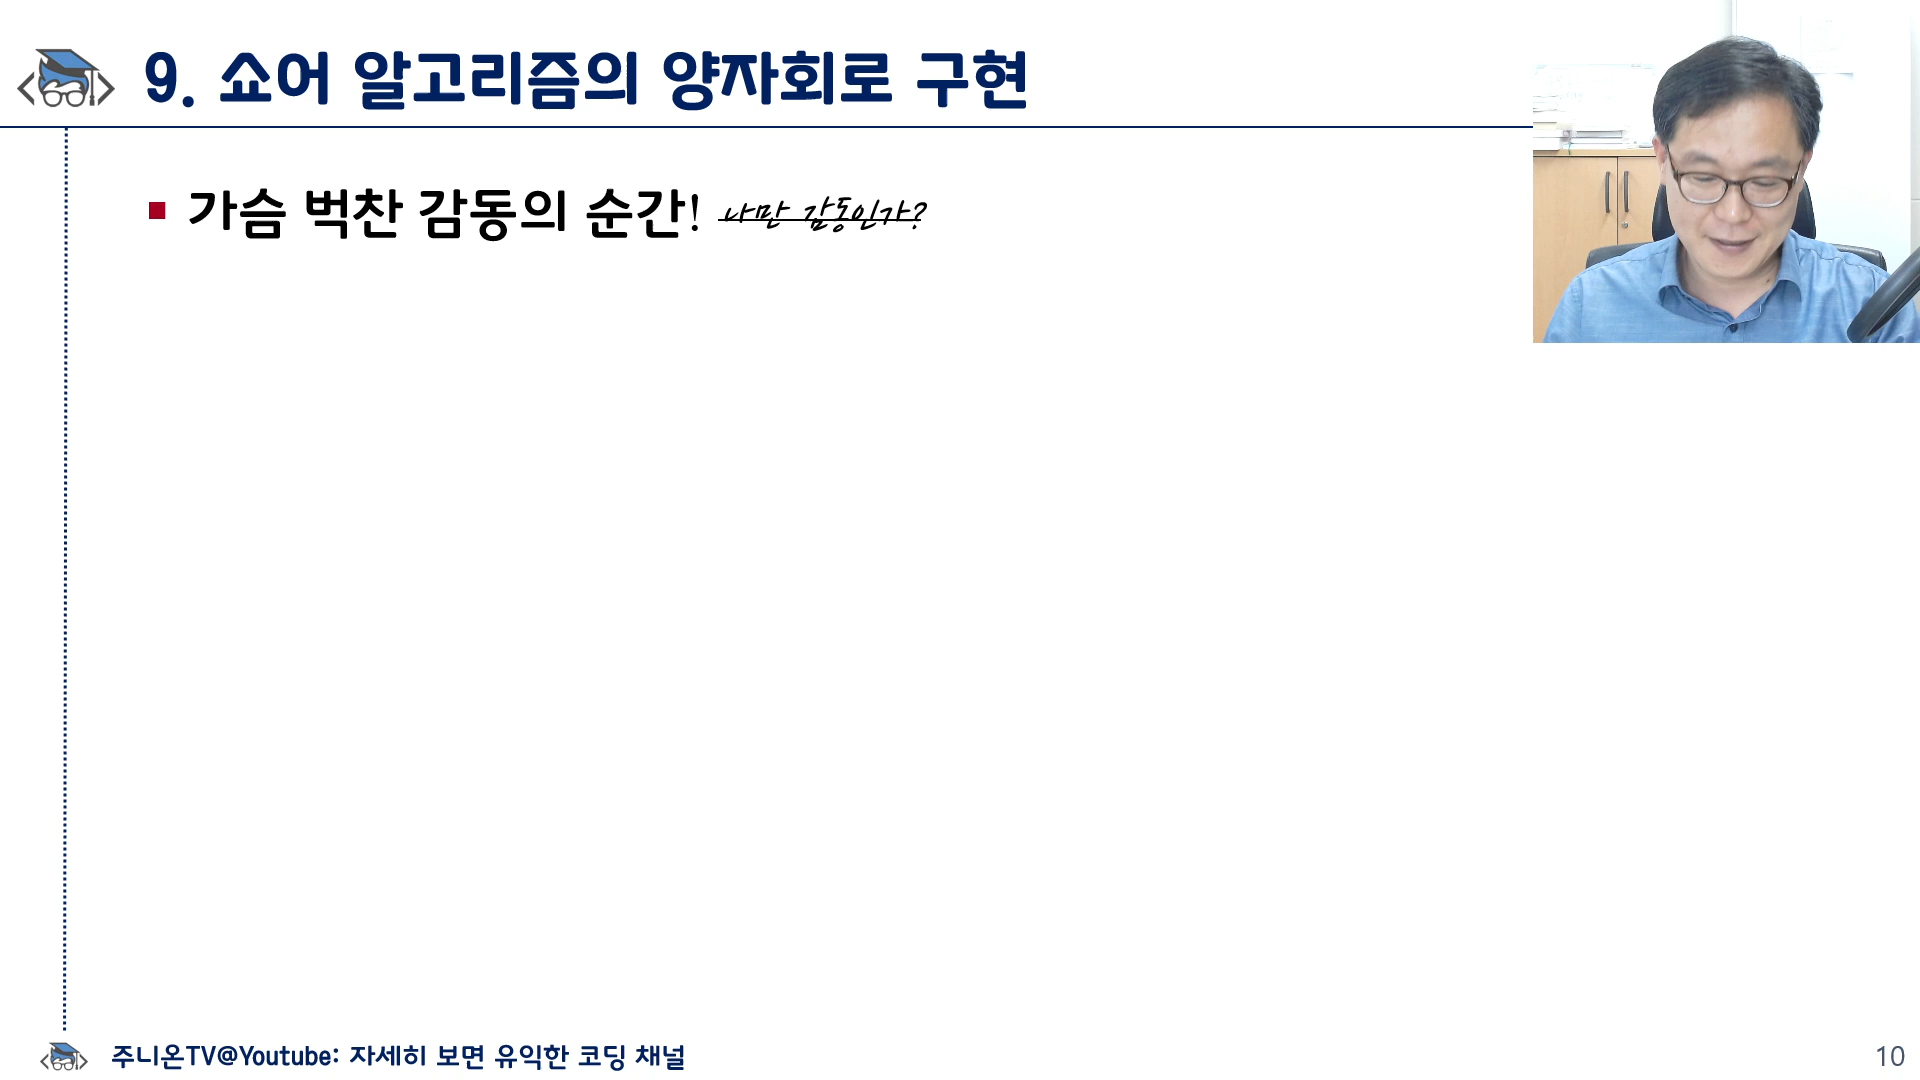 9. 쇼어 알고리즘의 양자회로 구현
가슴 벅찬 감동의 순간! 나만 감동인가?
주니온TV@Youtube: 자세히 보면 유익한 코딩 채널
10